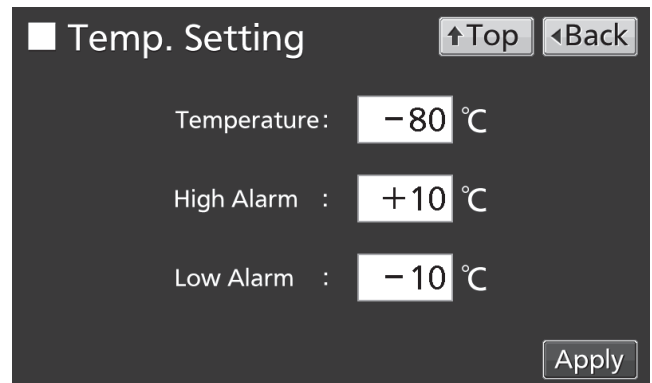 Temp. Setting ↑Top ◂Back
Temperature: −80 ℃
High Alarm : +10 ℃
Low Alarm : −10 ℃
Apply